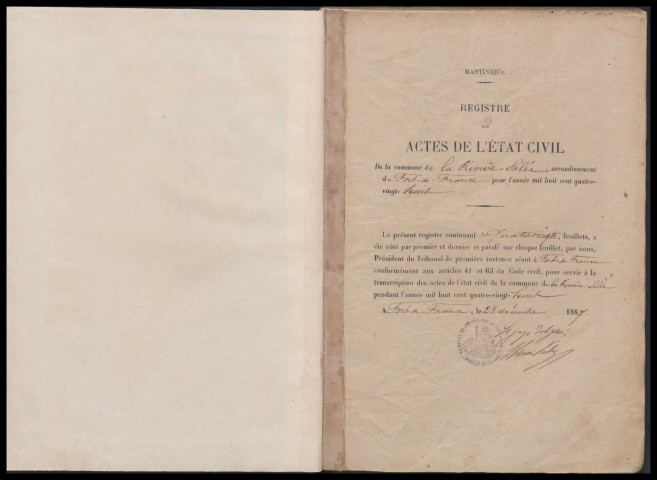 MARTINIQUE.
REGISTRE
DES
ACTES DE L'ÉTAT CIVIL
De la commune de la Rivière Salée arrondissement
de Fort-de-France pour l'année mil huit cent quatre-
vingt-huit
Le présent registre contenant Quatre vingts feuillets, a
été coté par premier et dernier et parafé sur chaque feuillet, par nous,
Président du Tribunal de première instance séant à Fort-de-France
conformément aux articles 41 et 63 du Code civil, pour servir à la
transcription des actes de l'état civil de la commune de la Rivière Salée
pendant l'année mil huit cent quatre-vingt-huit
A Fort-de-France, le 28 décembre 1887
Le juge